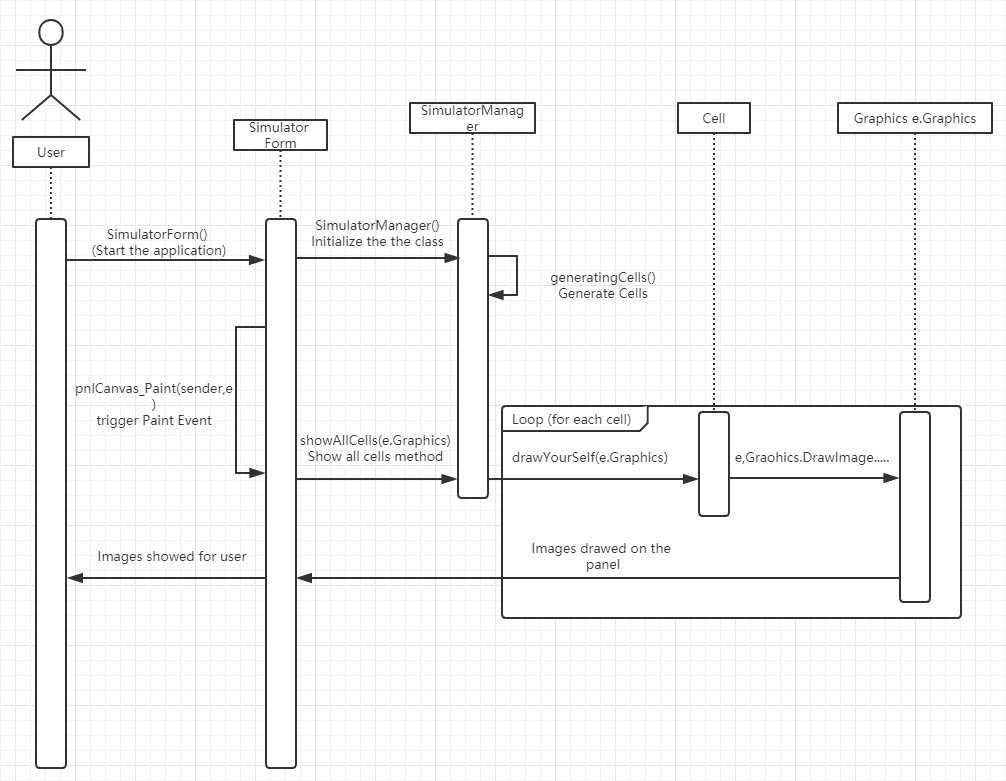 User
Simulator
Form
SimulatorManag
er
Cell
Graphics e.Graphics
SimulatorForm()
(Start the application)
SimulatorManager()
Initialize the the class
generatingCells()
Generate Cells
pnlCanvas_Paint(sender,e
)
trigger Paint Event
showAllCells(e.Graphics)
Show all cells method
Loop (for each cell)
drawYourSelf(e.Graphics)
e,Graohics.DrawImage.....
Images drawed on the
panel
Images showed for user